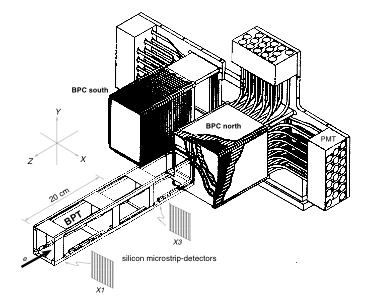 BPC south
Y
BPC north
PMT
Z
X
20 cm
BPT
X3
e
silicon microstrip-detectors
X1